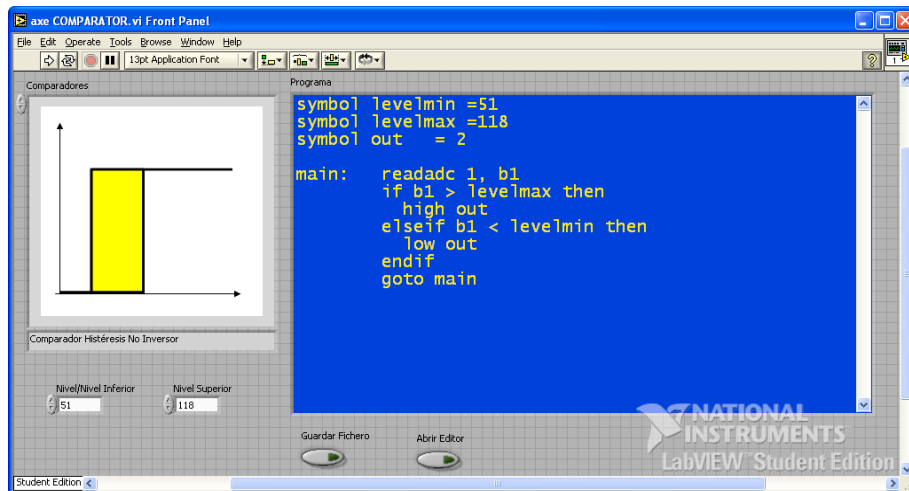 axe COMPARATOR.vi Front Panel
File Edit Operate Tools Browse Window Help
13pt Application Font
?
1
Comparadores
Comparador Histéresis No Inversor
Nivel/Nivel Inferior
51
Nivel Superior
118
Programa
symbol levelmin =51
symbol levelmax =118
symbol out   = 2
main:   readadc 1, b1
if b1 > levelmax then
high out
elseif b1 < levelmin then
low out
endif
goto main
Guardar Fichero
Abrir Editor
NATIONAL
INSTRUMENTS
LabVIEW™ Student Edition
Student Edition